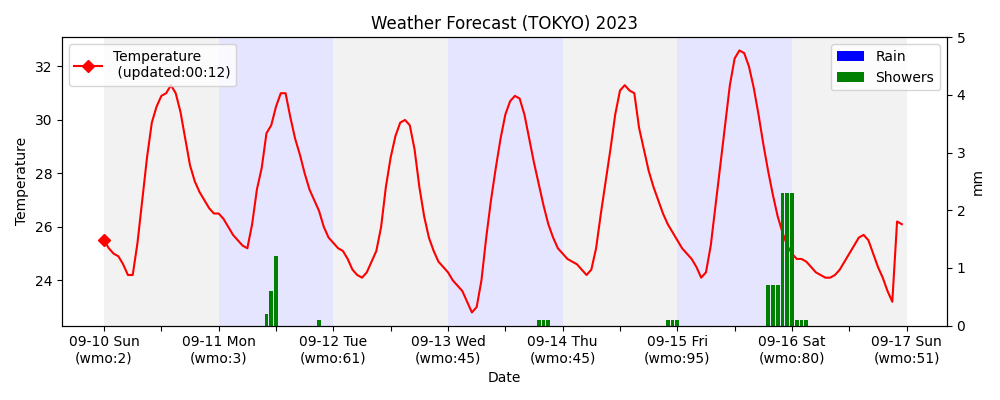 Weather Forecast (TOKYO) 2023
Temperature
(updated:00:12)
Rain
Showers
Temperature
32
30
28
26
24
5
4
3
2
1
0
mm
09-10 Sun
(wmo:2)
09-11 Mon
(wmo:3)
09-12 Tue
(wmo:61)
09-13 Wed
(wmo:45)
09-14 Thu
(wmo:45)
09-15 Fri
(wmo:95)
09-16 Sat
(wmo:80)
09-17 Sun
(wmo:51)
Date